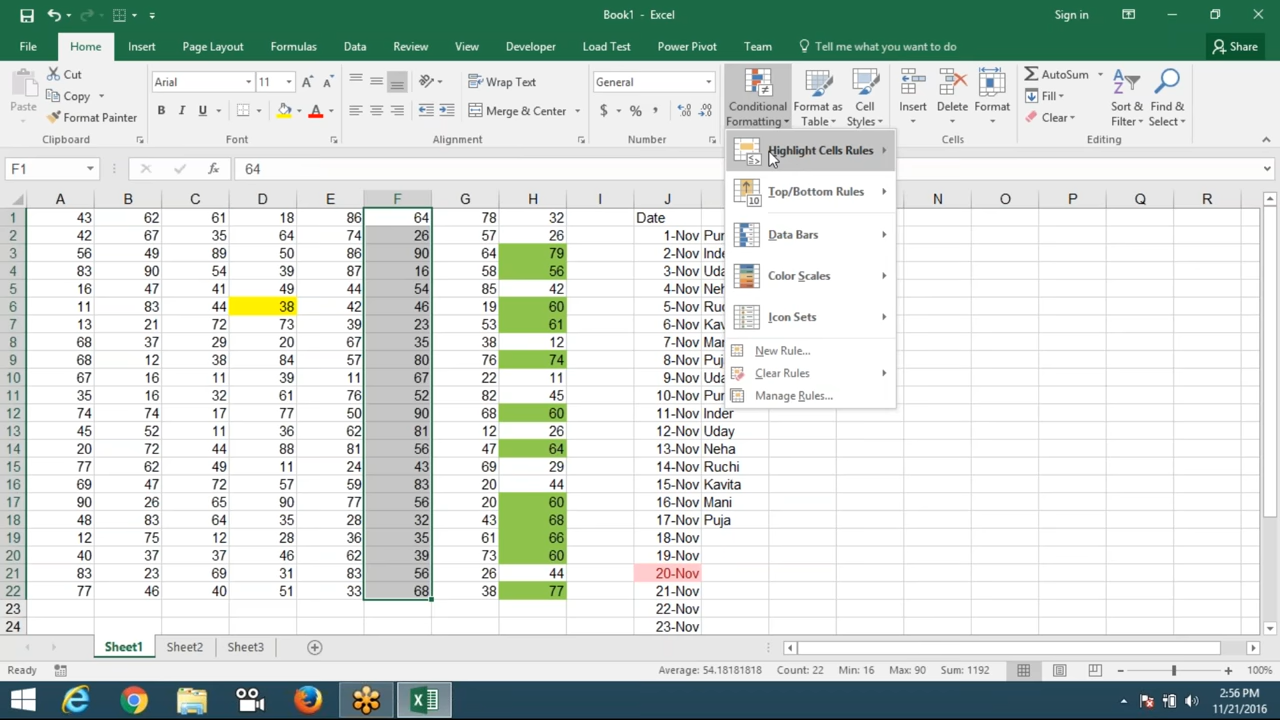 Book1 - Excel
Sign in
File Home Insert Page Layout Formulas Data Review View Developer Load Test Power Pivot Team Tell me what you want to do Share
Paste
Cut
Copy
Format Painter
Clipboard
Arial 11
B I U
Font
Wrap Text
Merge & Center
Alignment
General
$ % ,
Number
Conditional Formatting
Format as Table
Cell Styles
Insert Delete Format
Cells
AutoSum
Fill
Clear
Sort & Filter
Find & Select
Editing
Highlight Cells Rules
Top/Bottom Rules
Data Bars
Color Scales
Icon Sets
New Rule...
Clear Rules
Manage Rules...
F1 fx 64
A B C D E F G H I J N O P Q R
1 43 62 61 18 86 64 78 32 Date
2 42 67 35 64 74 26 57 26 1-Nov Pur
3 56 49 89 50 86 90 64 79 2-Nov Inde
4 83 90 54 39 87 16 58 56 3-Nov Uda
5 16 47 41 49 44 54 85 42 4-Nov Neh
6 11 83 44 38 42 46 19 60 5-Nov Ruc
7 13 21 72 73 39 23 53 61 6-Nov Kav
8 68 37 29 20 67 35 38 12 7-Nov Mar
9 68 12 38 84 57 80 76 74 8-Nov Puj
10 67 16 11 39 11 67 22 11 9-Nov Uda
11 35 16 32 61 76 52 82 45 10-Nov Pur
12 74 74 17 77 50 90 68 60 11-Nov Inder
13 45 52 11 36 62 81 12 26 12-Nov Uday
14 20 72 44 88 81 56 47 64 13-Nov Neha
15 77 62 49 11 24 43 69 29 14-Nov Ruchi
16 69 47 72 57 59 83 20 44 15-Nov Kavita
17 90 26 65 90 77 56 20 60 16-Nov Mani
18 48 83 64 35 28 32 43 68 17-Nov Puja
19 12 75 12 28 36 35 61 66 18-Nov
20 40 37 37 46 62 39 73 60 19-Nov
21 83 23 69 31 83 56 26 44 20-Nov
22 77 46 40 51 33 68 38 77 21-Nov
23 22-Nov
24 23-Nov
Sheet1 Sheet2 Sheet3
Ready Average: 54.18181818 Count: 22 Min: 16 Max: 90 Sum: 1192 100%
2:56 PM
11/21/2016